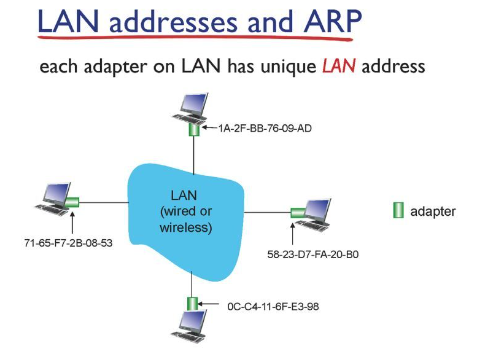 LAN addresses and ARP
each adapter on LAN has unique LAN address
1A-2F-BB-76-09-AD
LAN
(wired or
wireless)
adapter
71-65-F7-2B-08-53
58-23-D7-FA-20-B0
0C-C4-11-6F-E3-98